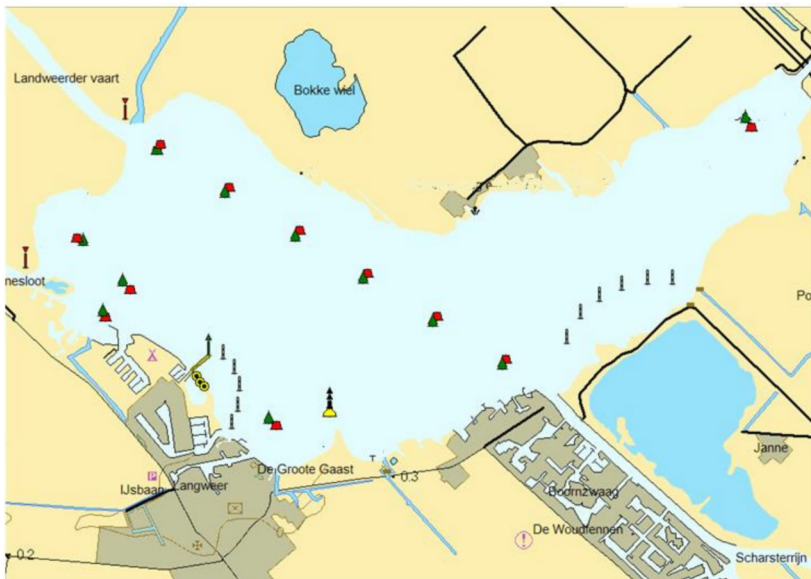 Landweerder vaart
Bokke wiel
nesloot
Po
Janne
De Groote Gaast
0.3
IJsbaan
Langweer
P
Boornzwaag
De Woudfennen
0.2
Scharsterrijn